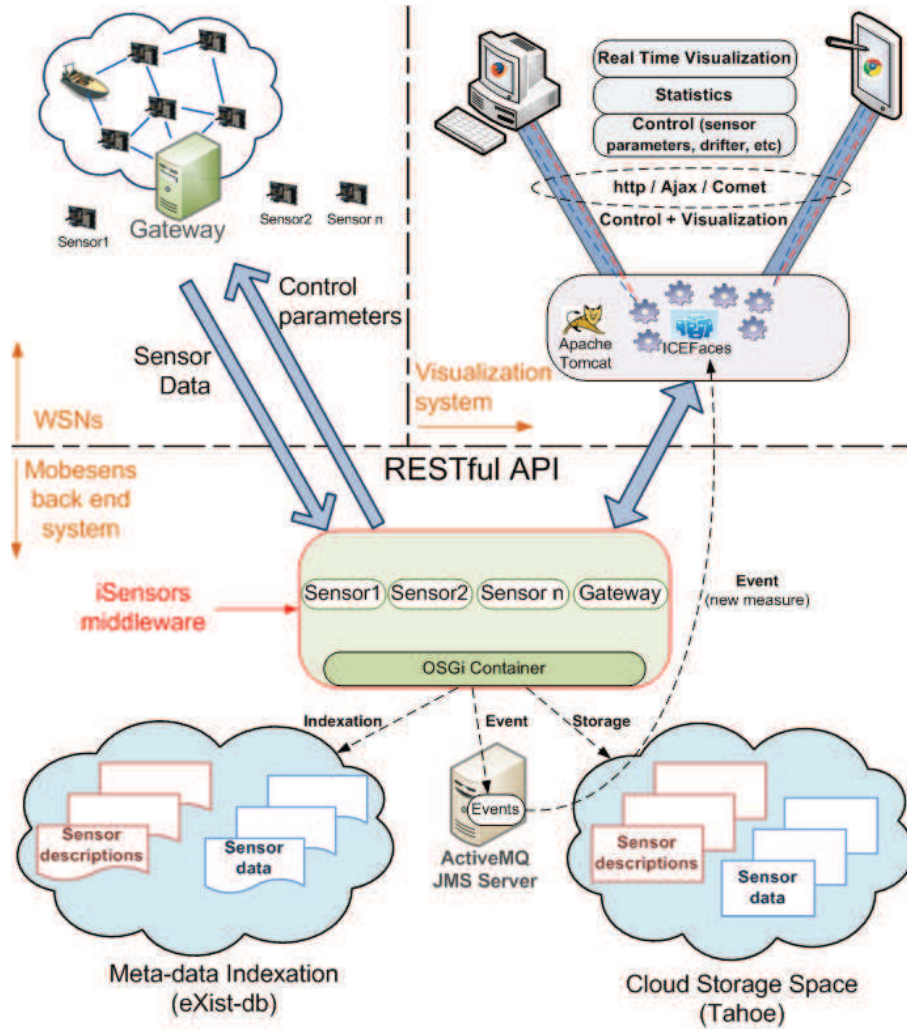 Sensor1
Gateway
Sensor2
Sensor n
Real Time Visualization
Statistics
Control (sensor
parameters, drifter, etc)
http / Ajax / Comet
Control + Visualization
Apache
Tomcat
ICEFaces
Control
parameters
Sensor
Data
WSNs
Visualization
system
Mobesens
back end
system
RESTful API
iSensors
middleware
Sensor1
Sensor2
Sensor n
Gateway
OSGi Container
Event
(new measure)
Indexation
Event
Storage
Events
ActiveMQ
JMS Server
Sensor
descriptions
Sensor
data
Sensor
descriptions
Sensor
data
Meta-data Indexation
(eXist-db)
Cloud Storage Space
(Tahoe)